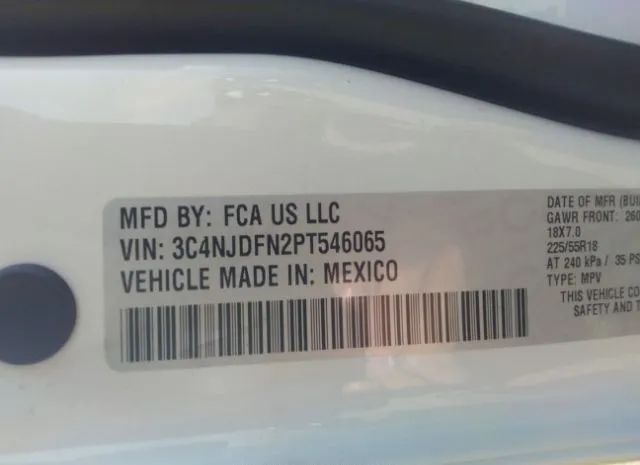 MFD BY: FCA US LLC
VIN: 3C4NJDFN2PT546065
VEHICLE MADE IN: MEXICO
DATE OF MFR
GAWR FRONT:
18X7.0
225/55R18
AT 240 kPa / 35
TYPE: MPV
THIS VEHICLE
SAFETY AND